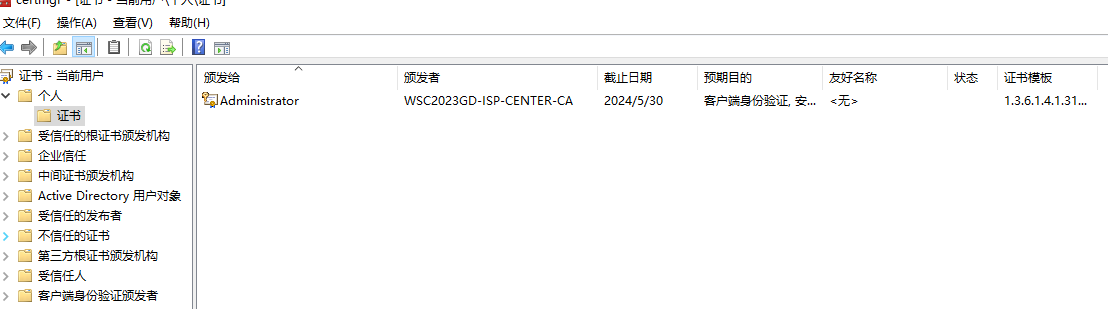 certmgr - [证书 - 当前用户\个人\证书]
文件(F) 操作(A) 查看(V) 帮助(H)
证书 - 当前用户
个人
证书
受信任的根证书颁发机构
企业信任
中间证书颁发机构
Active Directory 用户对象
受信任的发布者
不信任的证书
第三方根证书颁发机构
受信任人
客户端身份验证颁发者
颁发给 颁发者 截止日期 预期目的 友好名称 状态 证书模板
Administrator WSC2023GD-ISP-CENTER-CA 2024/5/30 客户端身份验证, 安... <无> 1.3.6.1.4.1.31...